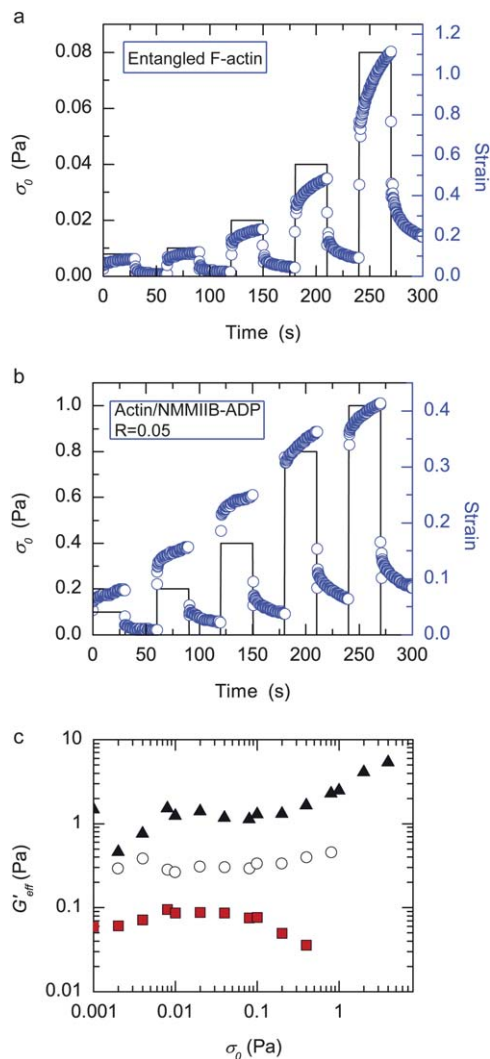 a
Entangled F-actin
0.08
0.06
0.04
0.02
0.00
σ0 (Pa)
1.2
1.0
0.8
0.6
0.4
0.2
0.0
Strain
0 50 100 150 200 250 300
Time (s)
b
Actin/NMMIIB-ADP
R=0.05
1.0
0.8
0.6
0.4
0.2
0.0
σ0 (Pa)
0.4
0.3
0.2
0.1
0.0
Strain
0 50 100 150 200 250 300
Time (s)
c
10
1
0.1
0.01
G'eff (Pa)
0.001 0.01 0.1 1
σ0 (Pa)